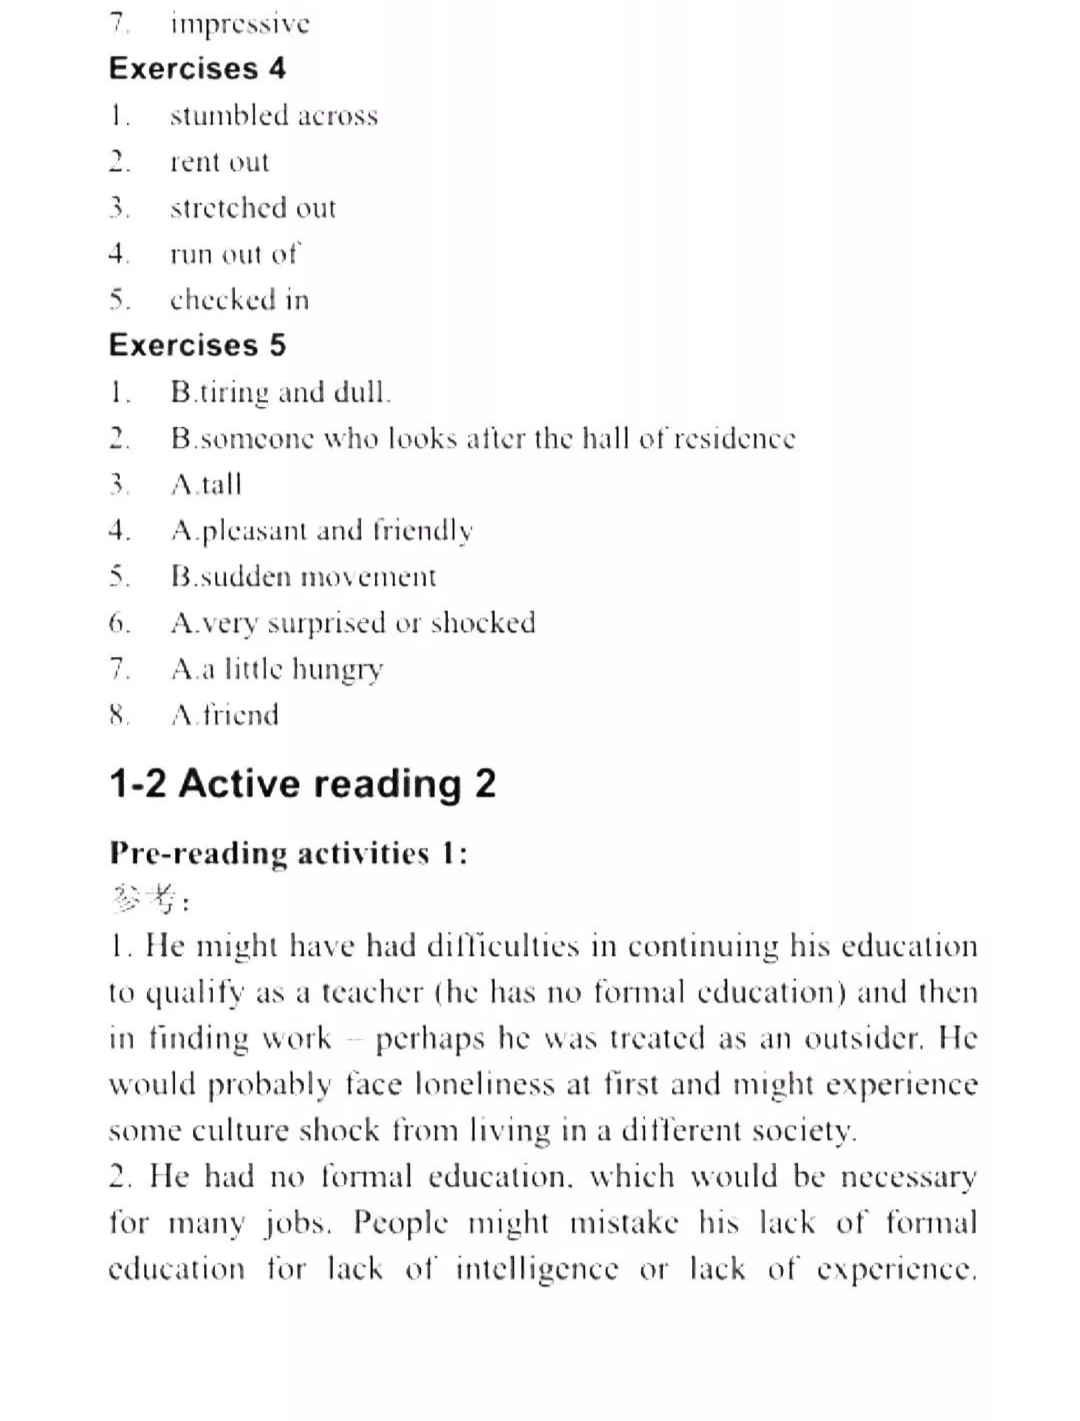 7. impressive
Exercises 4
1. stumbled across
2. rent out
3. stretched out
4. run out of
5. checked in
Exercises 5
1. B.tiring and dull.
2. B.someone who looks after the hall of residence
3. A.tall
4. A.pleasant and friendly
5. B.sudden movement
6. A.very surprised or shocked
7. A.a little hungry
8. A.friend
1-2 Active reading 2
Pre-reading activities 1:
参考:
1. He might have had difficulties in continuing his education
to qualify as a teacher (he has no formal education) and then
in finding work – perhaps he was treated as an outsider. He
would probably face loneliness at first and might experience
some culture shock from living in a different society.
2. He had no formal education, which would be necessary
for many jobs. People might mistake his lack of formal
education for lack of intelligence or lack of experience.